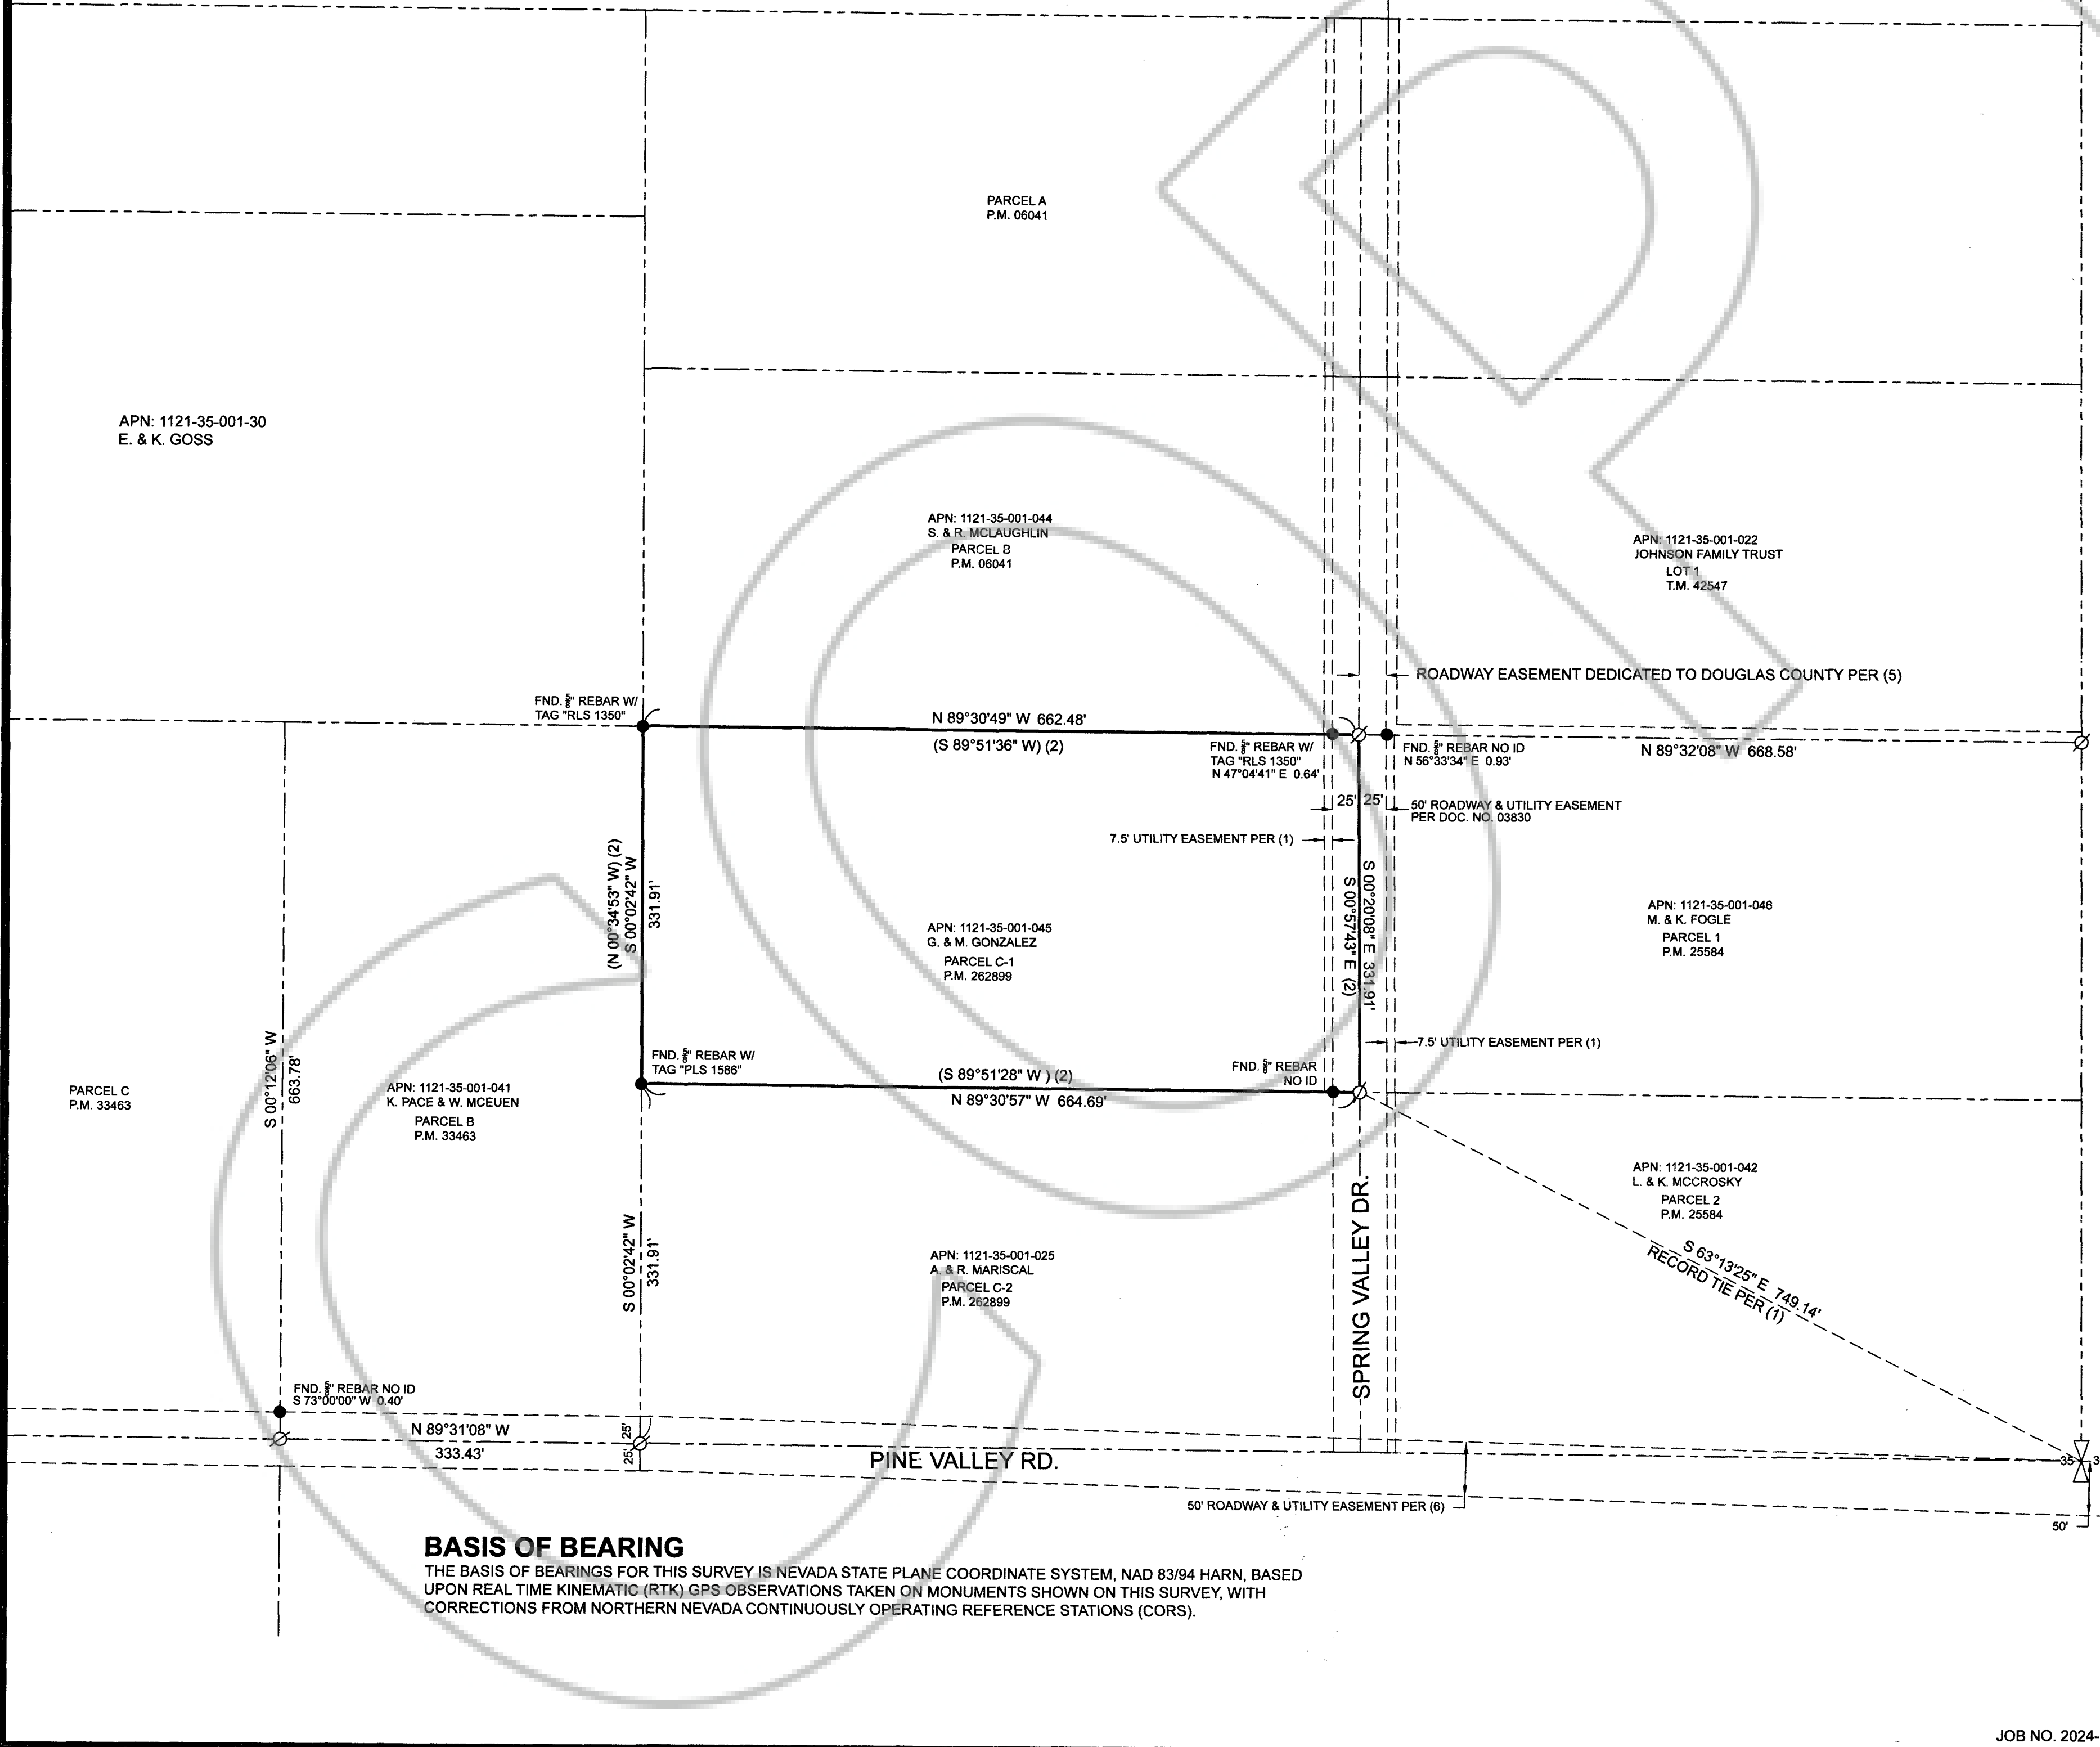 PARCEL A
P.M. 06041
APN: 1121-35-001-30
E. & K. GOSS
APN: 1121-35-001-044
S. & R. MCLAUGHLIN
PARCEL B
P.M. 06041
APN: 1121-35-001-022
JOHNSON FAMILY TRUST
LOT 1
T.M. 42547
ROADWAY EASEMENT DEDICATED TO DOUGLAS COUNTY PER (5)
FND. 5/8" REBAR W/
TAG "RLS 1350"
N 89°30'49" W 662.48'
(S 89°51'36" W) (2)
FND. 5/8" REBAR W/
TAG "RLS 1350"
N 47°04'41" E 0.64'
FND. 5/8" REBAR NO ID
N 56°33'34" E 0.93'
N 89°32'08" W 668.58'
25' 25'
50' ROADWAY & UTILITY EASEMENT
PER DOC. NO. 03830
7.5' UTILITY EASEMENT PER (1)
(N 00°34'53" W) (2)
S 00°02'42" W
331.91'
S 00°20'08" E 331.91'
S 00°57'43" E (2)
APN: 1121-35-001-045
G. & M. GONZALEZ
PARCEL C-1
P.M. 262899
APN: 1121-35-001-046
M. & K. FOGLE
PARCEL 1
P.M. 25584
7.5' UTILITY EASEMENT PER (1)
S 00°12'06" W
663.78'
FND. 5/8" REBAR W/
TAG "PLS 1586"
(S 89°51'28" W ) (2)
N 89°30'57" W 664.69'
FND. 5/8" REBAR
NO ID
PARCEL C
P.M. 33463
APN: 1121-35-001-041
K. PACE & W. MCEUEN
PARCEL B
P.M. 33463
APN: 1121-35-001-042
L. & K. MCCROSKY
PARCEL 2
P.M. 25584
S 00°02'42" W
331.91'
APN: 1121-35-001-025
A. & R. MARISCAL
PARCEL C-2
P.M. 262899
SPRING VALLEY DR.
S 63°13'25" E 749.14'
RECORD TIE PER (1)
FND. 5/8" REBAR NO ID
S 73°00'00" W 0.40'
N 89°31'08" W
333.43'
25' 25'
PINE VALLEY RD.
35
3
50' ROADWAY & UTILITY EASEMENT PER (6)
50'
BASIS OF BEARING
THE BASIS OF BEARINGS FOR THIS SURVEY IS NEVADA STATE PLANE COORDINATE SYSTEM, NAD 83/94 HARN, BASED
UPON REAL TIME KINEMATIC (RTK) GPS OBSERVATIONS TAKEN ON MONUMENTS SHOWN ON THIS SURVEY, WITH
CORRECTIONS FROM NORTHERN NEVADA CONTINUOUSLY OPERATING REFERENCE STATIONS (CORS).
JOB NO. 2024-